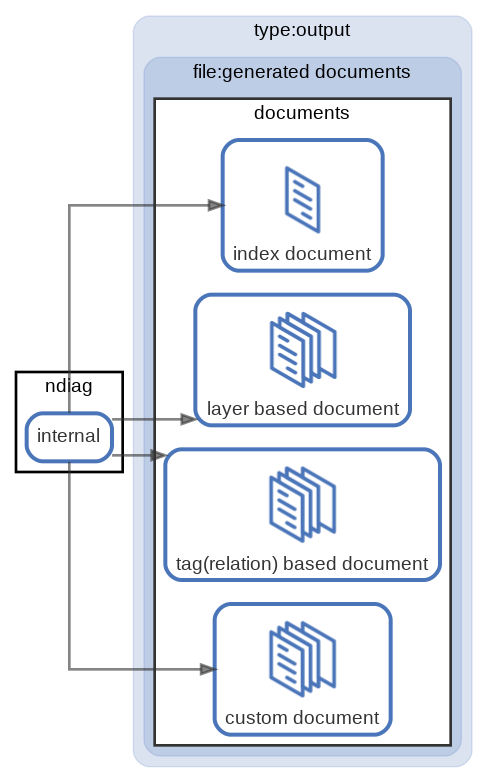 type:output
file:generated documents
documents
index document
layer based document
ndiag
internal
tag(relation) based document
custom document